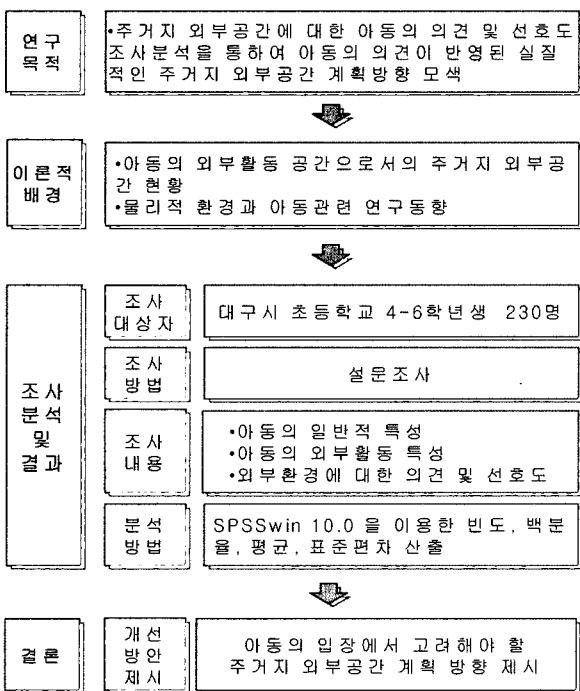 연구
목적
•주거지 외부공간에 대한 아동의 의견 및 선호도
조사분석을 통하여 아동의 의견이 반영된 실질
적인 주거지 외부공간 계획방향 모색
이론적
배경
•아동의 외부활동 공간으로서의 주거지 외부공
간 현황
•물리적 환경과 아동관련 연구동향
조사
분석
및
결과
조사
대상자
대구시 초등학교 4-6학년생 230명
조사
방법
설문조사
조사
내용
•아동의 일반적 특성
•아동의 외부활동 특성
•외부환경에 대한 의견 및 선호도
분석
방법
SPSSwin 10.0 을 이용한 빈도, 백분
율, 평균, 표준편차 산출
결론
개선
방안
제시
아동의 입장에서 고려해야 할
주거지 외부공간 계획 방향 제시